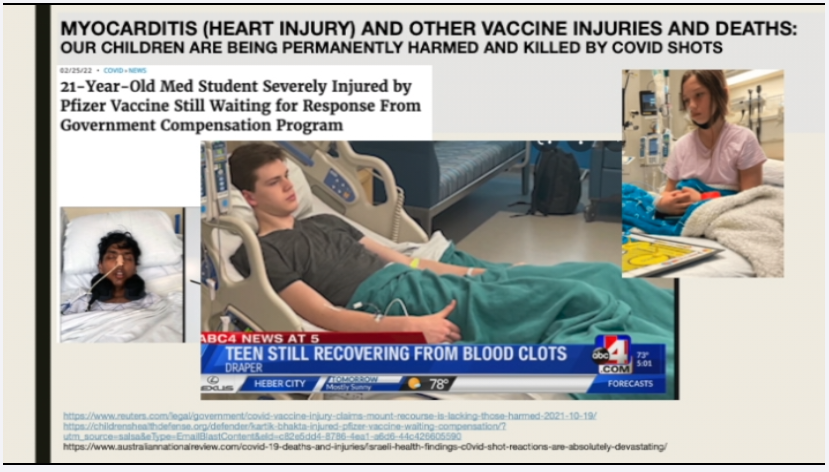 MYOCARDITIS (HEART INJURY) AND OTHER VACCINE INJURIES AND DEATHS:
OUR CHILDREN ARE BEING PERMANENTLY HARMED AND KILLED BY COVID SHOTS
02/25/22 • COVID › NEWS
21-Year-Old Med Student Severely Injured by
Pfizer Vaccine Still Waiting for Response From
Government Compensation Program
ABC4 NEWS AT 5
TEEN STILL RECOVERING FROM BLOOD CLOTS
DRAPER
abc 4
.COM
73°
5:01
EXUS
HEBER CITY
TOMORROW
Mostly Sunny
78°
FORECASTS
https://www.reuters.com/legal/government/covid-vaccine-injury-claims-mount-recourse-is-lacking-those-harmed-2021-10-19/
https://childrenshealthdefense.org/defender/kartik-bhakta-injured-pfizer-vaccine-waiting-compensation/?
utm_source=salsa&eType=EmailBlastContent&eId=c82e5dd4-8786-4ea1-a6d6-44c426605590
https://www.australiannationalreview.com/covid-19-deaths-and-injuries/israeli-health-findings-c0vid-shot-reactions-are-absolutely-devastating/